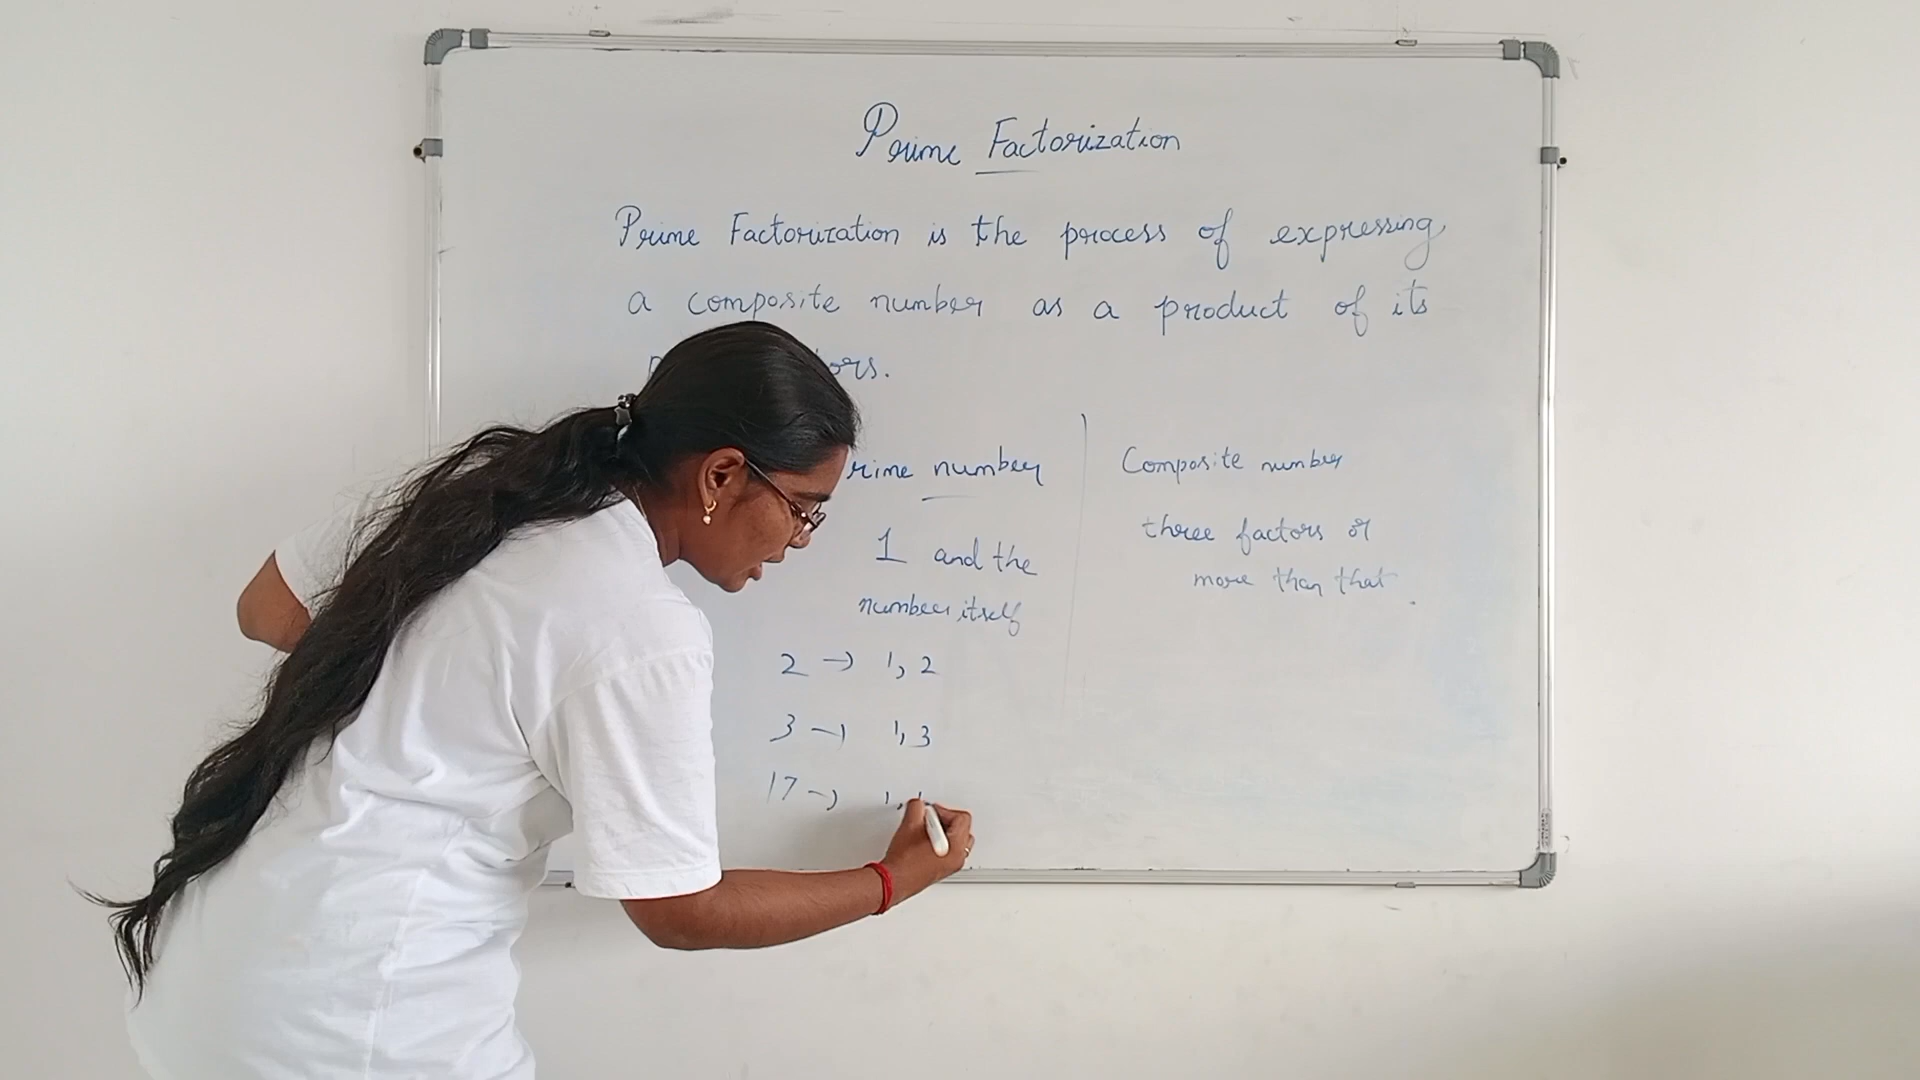 Prime Factorization
Prime Factorization is the process of expressing
a composite number as a product of its
ors.
rime number
Composite number
1 and the
number itself
three factors or
more than that
2 → 1, 2
3 → 1, 3
17 → 1, 1